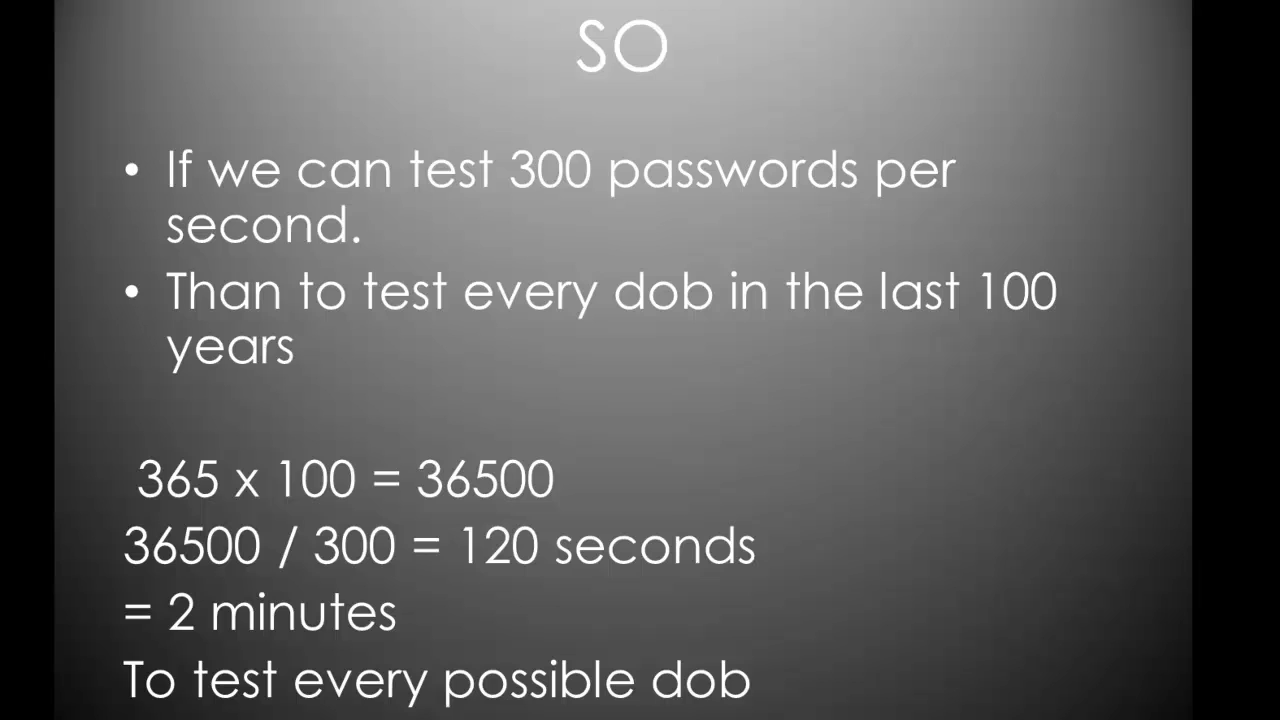 SO
• If we can test 300 passwords per
second.
• Than to test every dob in the last 100
years
365 x 100 = 36500
36500 / 300 = 120 seconds
= 2 minutes
To test every possible dob